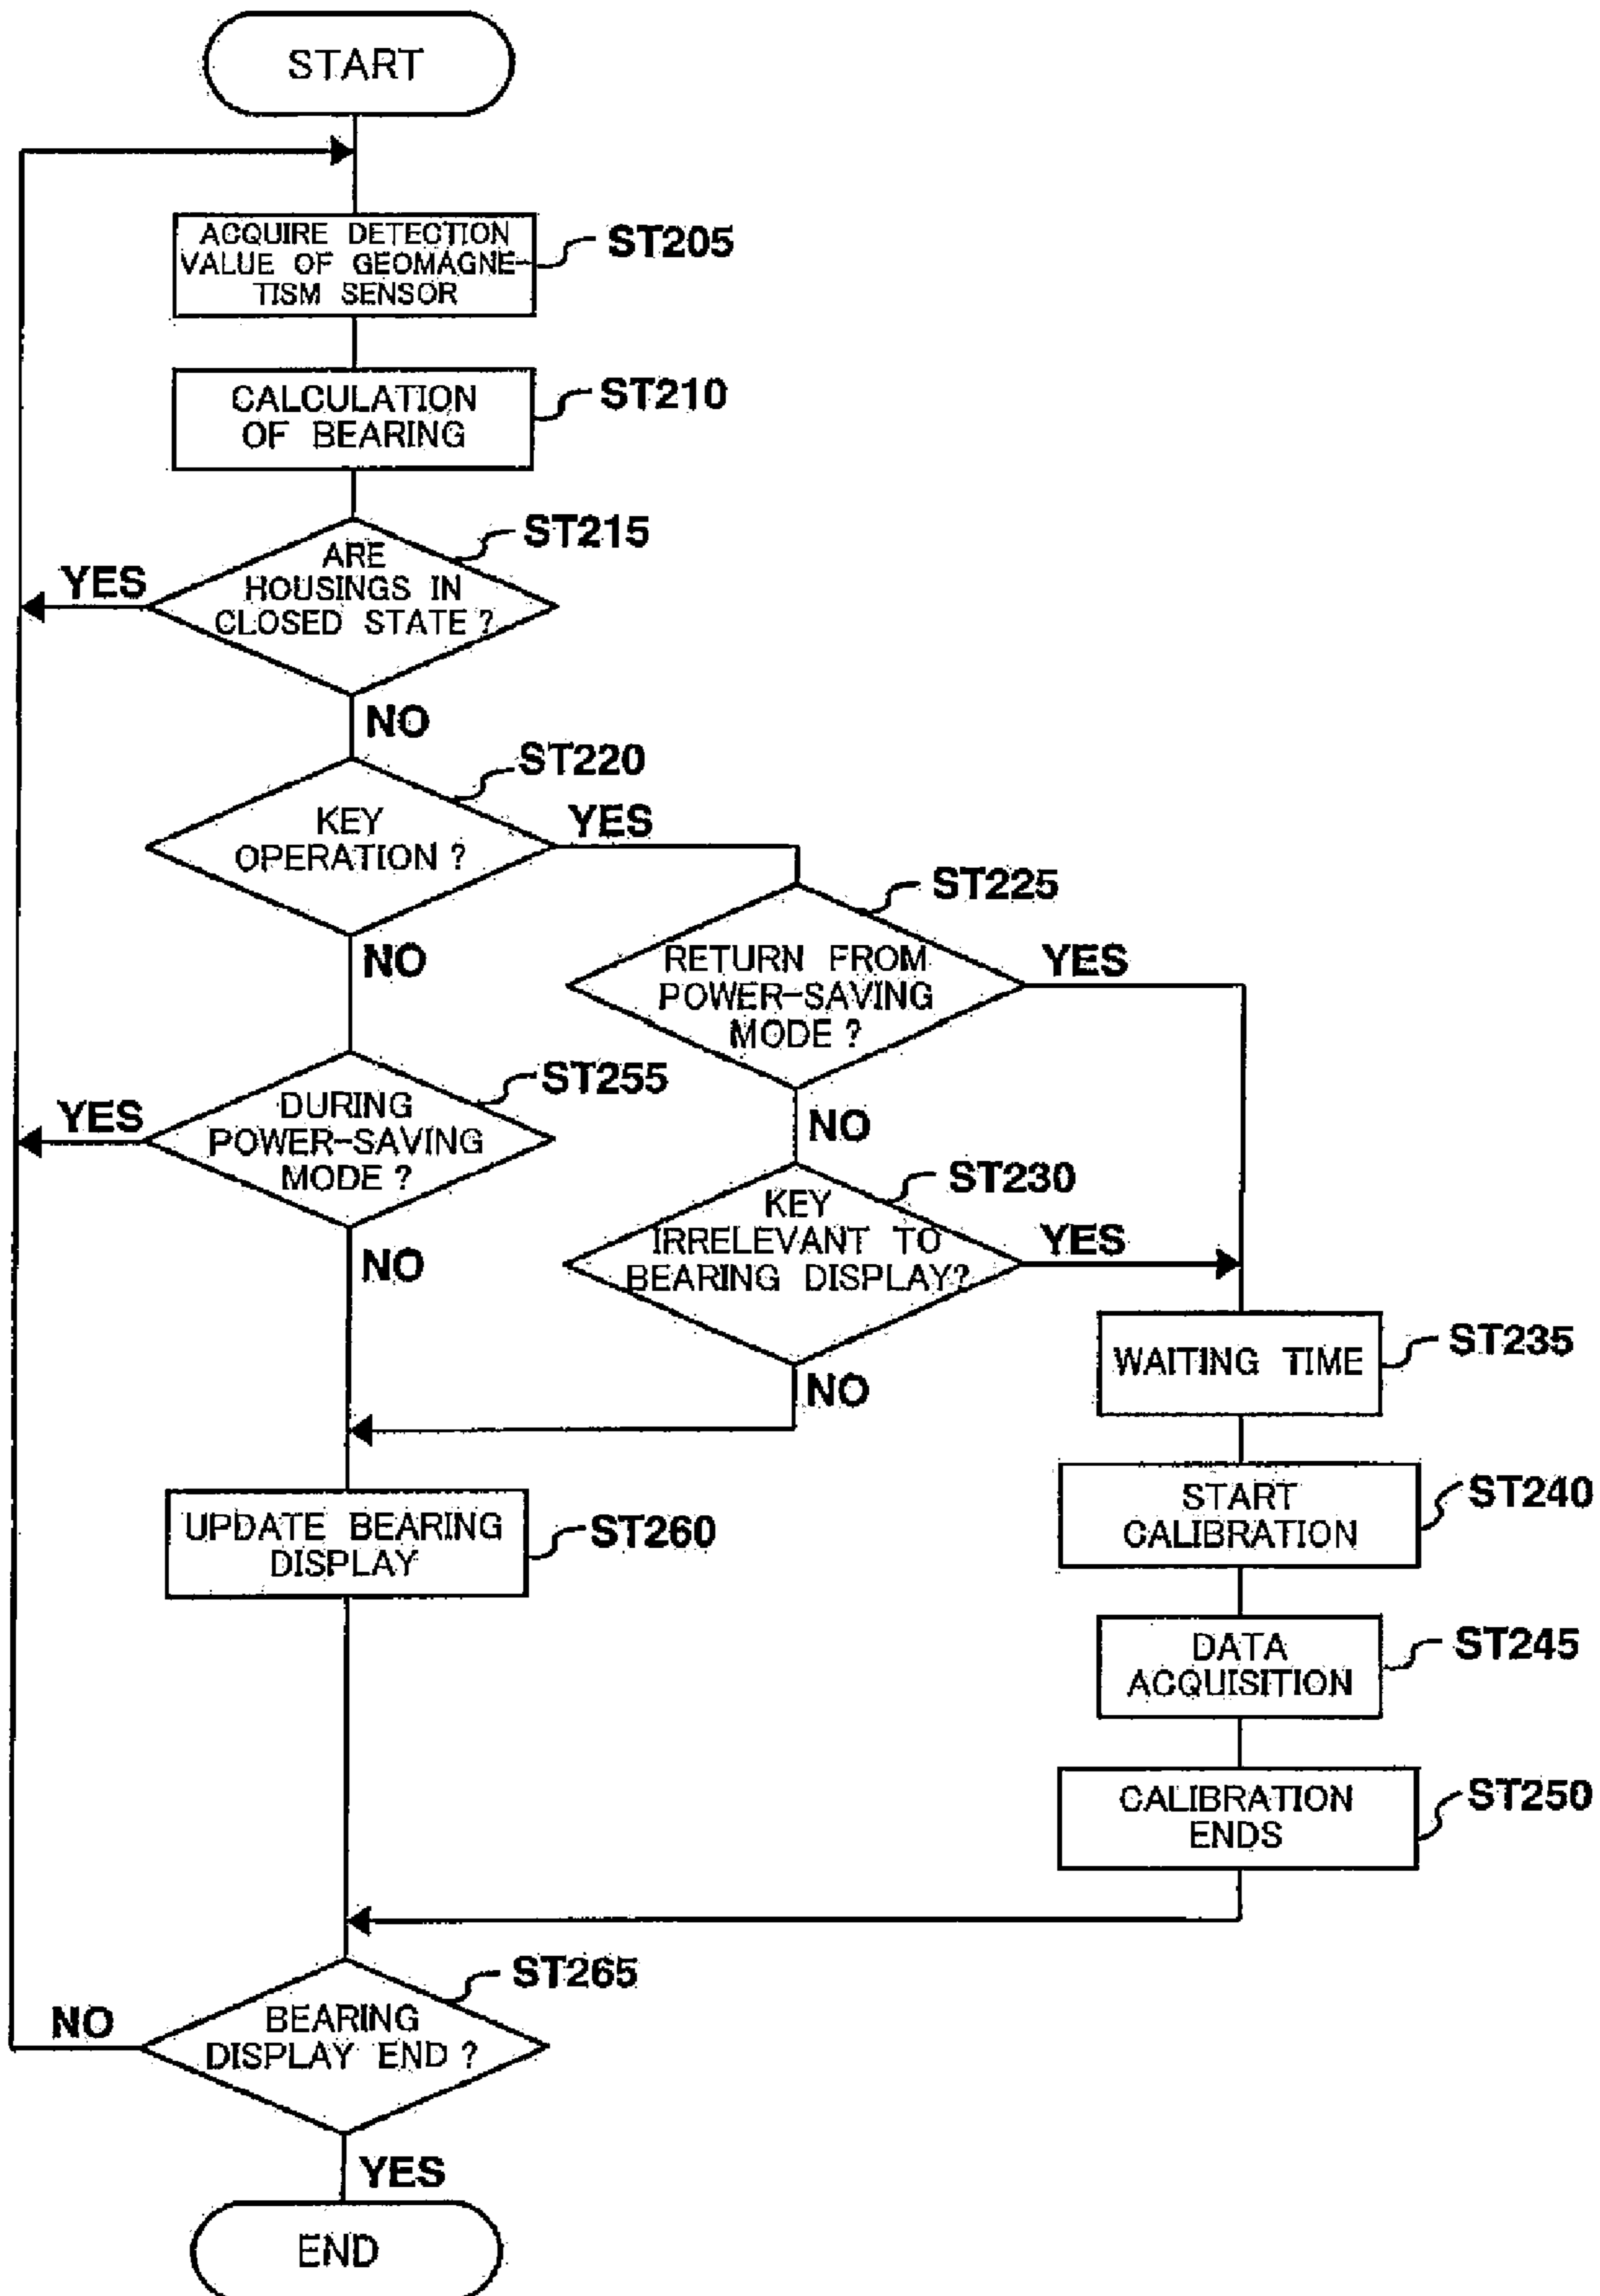 START
ACQUIRE DETECTION
VALUE OF GEOMAGNE-
TISM SENSOR
ST205
CALCULATION
OF BEARING
ST210
ARE
HOUSINGS IN
CLOSED STATE ?
ST215
YES
NO
KEY
OPERATION ?
ST220
YES
NO
RETURN FROM
POWER-SAVING
MODE ?
ST225
YES
NO
DURING
POWER-SAVING
MODE ?
ST255
YES
NO
KEY
IRRELEVANT TO
BEARING DISPLAY?
ST230
YES
NO
WAITING TIME
ST235
START
CALIBRATION
ST240
UPDATE BEARING
DISPLAY
ST260
DATA
ACQUISITION
ST245
CALIBRATION
ENDS
ST250
BEARING
DISPLAY END ?
ST265
NO
YES
END